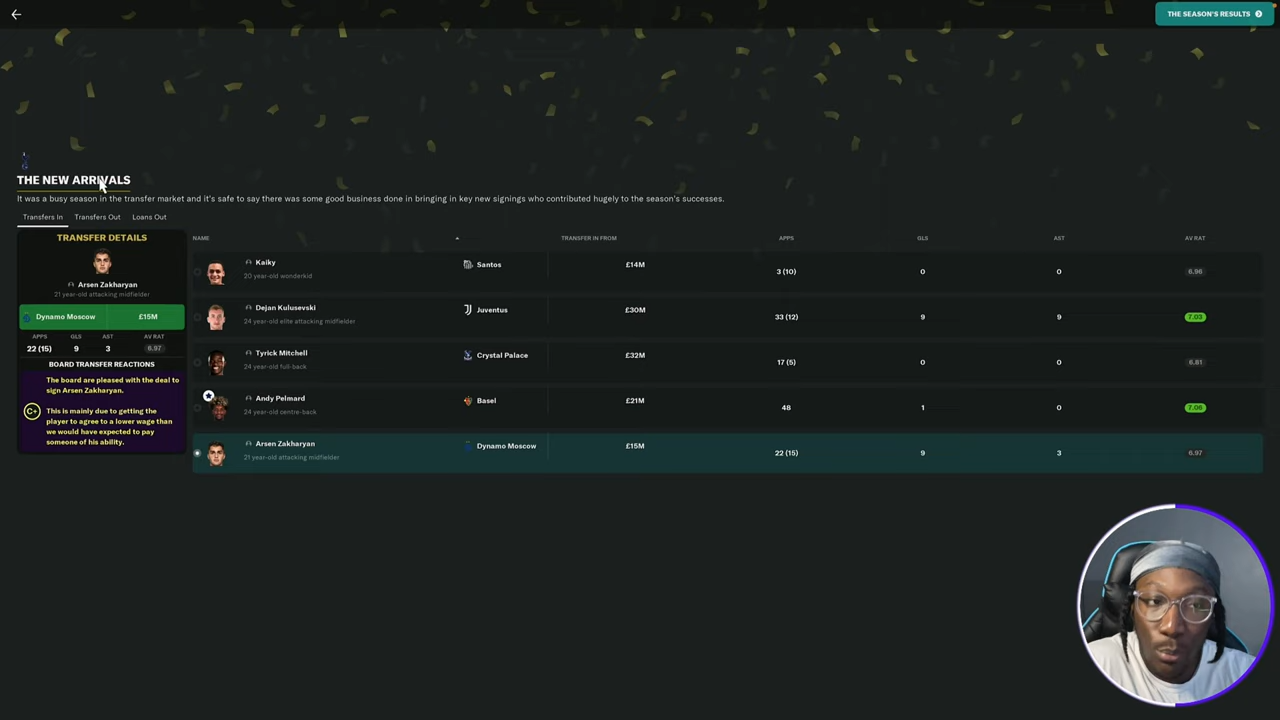 THE SEASON'S RESULTS
THE NEW ARRIVALS
It was a busy season in the transfer market and it's safe to say there was some good business done in bringing in key new signings who contributed hugely to the season's successes.
Transfers In Transfers Out Loans Out
TRANSFER DETAILS
Arsen Zakharyan
21 year-old attacking midfielder
Dynamo Moscow £15M
APPS GLS AST AV RAT
22 (15) 9 3 6.97
BOARD TRANSFER REACTIONS
The board are pleased with the deal to
sign Arsen Zakharyan.
C+
This is mainly due to getting the
player to agree to a lower wage than
we would have expected to pay
someone of his ability.
NAME TRANSFER IN FROM APPS GLS AST AV RAT
Kaiky Santos £14M 3 (10) 0 0 6.96
20 year-old wonderkid
Dejan Kulusevski Juventus £30M 33 (12) 9 9 7.03
24 year-old elite attacking midfielder
Tyrick Mitchell Crystal Palace £32M 17 (5) 0 0 6.81
24 year-old full-back
Andy Pelmard Basel £21M 48 1 0 7.06
24 year-old centre-back
Arsen Zakharyan Dynamo Moscow £15M 22 (15) 9 3 6.97
21 year-old attacking midfielder